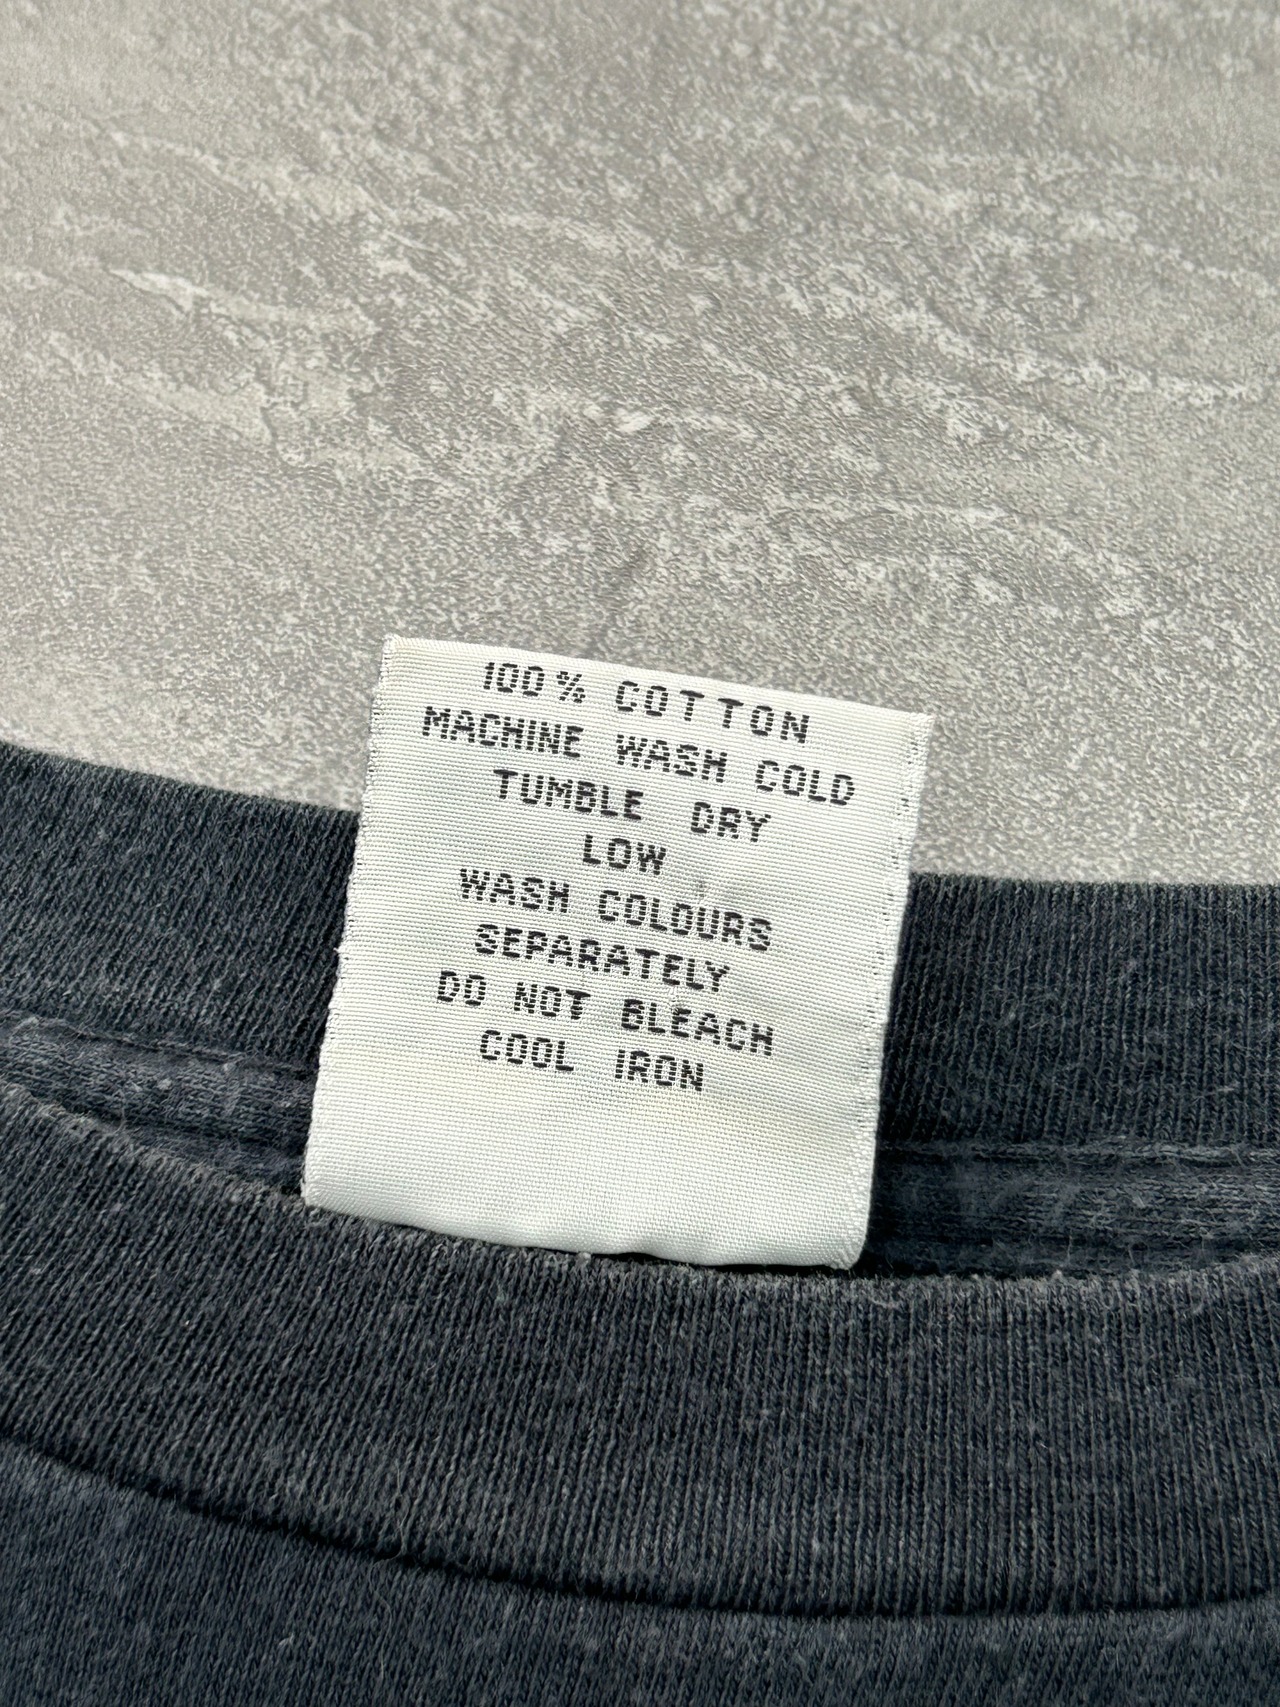 100% COTTON
MACHINE WASH COLD
TUMBLE DRY
LOW
WASH COLOURS
SEPARATELY
DO NOT BLEACH
COOL IRON